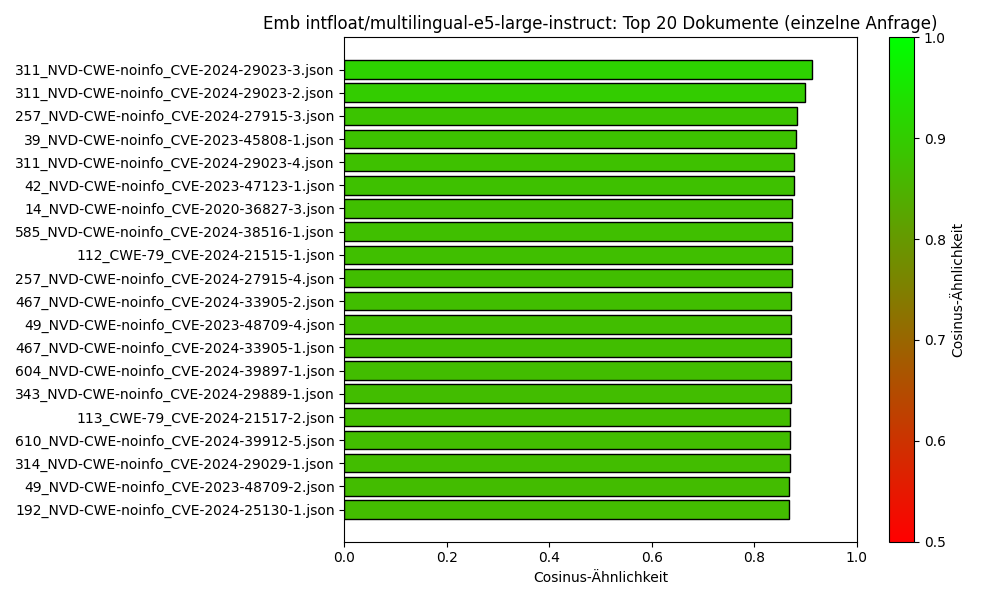 Emb intfloat/multilingual-e5-large-instruct: Top 20 Dokumente (einzelne Anfrage)
311_NVD-CWE-noinfo_CVE-2024-29023-3.json
311_NVD-CWE-noinfo_CVE-2024-29023-2.json
257_NVD-CWE-noinfo_CVE-2024-27915-3.json
39_NVD-CWE-noinfo_CVE-2023-45808-1.json
311_NVD-CWE-noinfo_CVE-2024-29023-4.json
42_NVD-CWE-noinfo_CVE-2023-47123-1.json
14_NVD-CWE-noinfo_CVE-2020-36827-3.json
585_NVD-CWE-noinfo_CVE-2024-38516-1.json
112_CWE-79_CVE-2024-21515-1.json
257_NVD-CWE-noinfo_CVE-2024-27915-4.json
467_NVD-CWE-noinfo_CVE-2024-33905-2.json
49_NVD-CWE-noinfo_CVE-2023-48709-4.json
467_NVD-CWE-noinfo_CVE-2024-33905-1.json
604_NVD-CWE-noinfo_CVE-2024-39897-1.json
343_NVD-CWE-noinfo_CVE-2024-29889-1.json
113_CWE-79_CVE-2024-21517-2.json
610_NVD-CWE-noinfo_CVE-2024-39912-5.json
314_NVD-CWE-noinfo_CVE-2024-29029-1.json
49_NVD-CWE-noinfo_CVE-2023-48709-2.json
192_NVD-CWE-noinfo_CVE-2024-25130-1.json
0.0 0.2 0.4 0.6 0.8 1.0
Cosinus-Ähnlichkeit
1.0
0.9
0.8
0.7
0.6
0.5
Cosinus-Ähnlichkeit